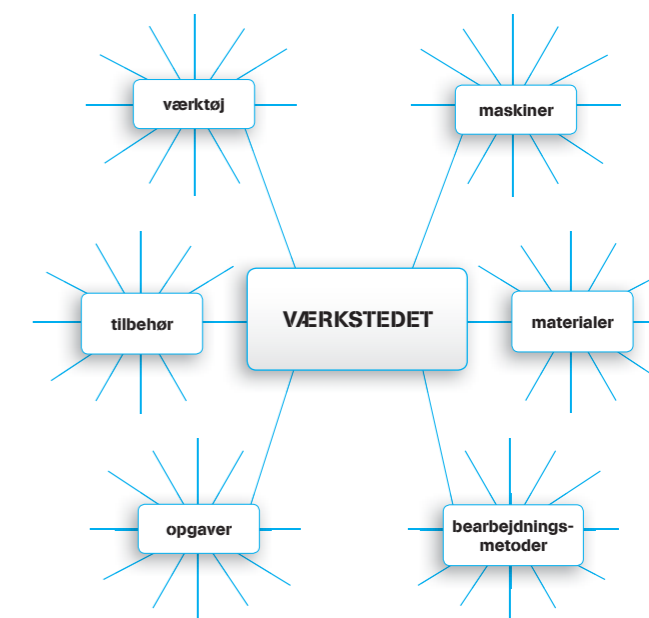 værktøj
maskiner
tilbehør
VÆRKSTEDET
materialer
opgaver
bearbejdnings-
metoder